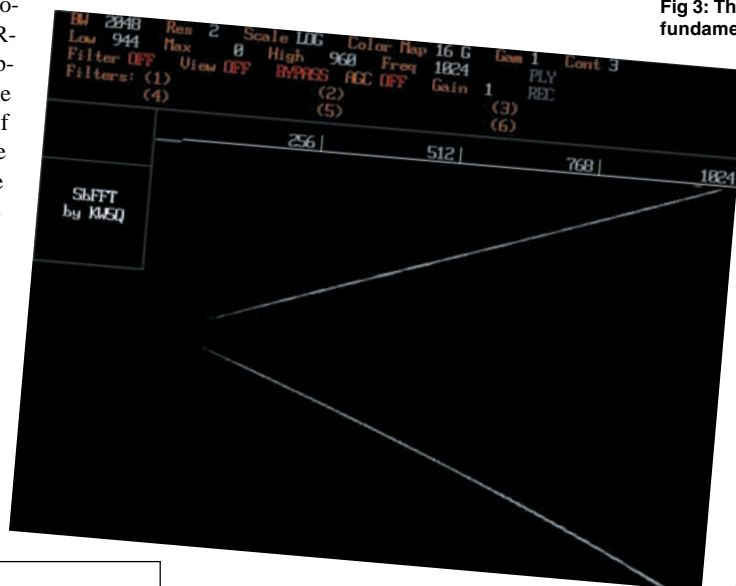 o-
R-
p-
e
f
e
e
Fig 3: Th
fundame
BW 2048 Res 2 Scale LOG Color Map 16 G Gam 1 Cont 3
Low 944 Max 0 High 960 Freq 1024 PLY
Filter OFF View OFF BYPASS AGC OFF Gain 1 REC
Filters: (1) (2) (3)
(4) (5) (6)
256 512 768 1024
SbFFT
by KW5Q